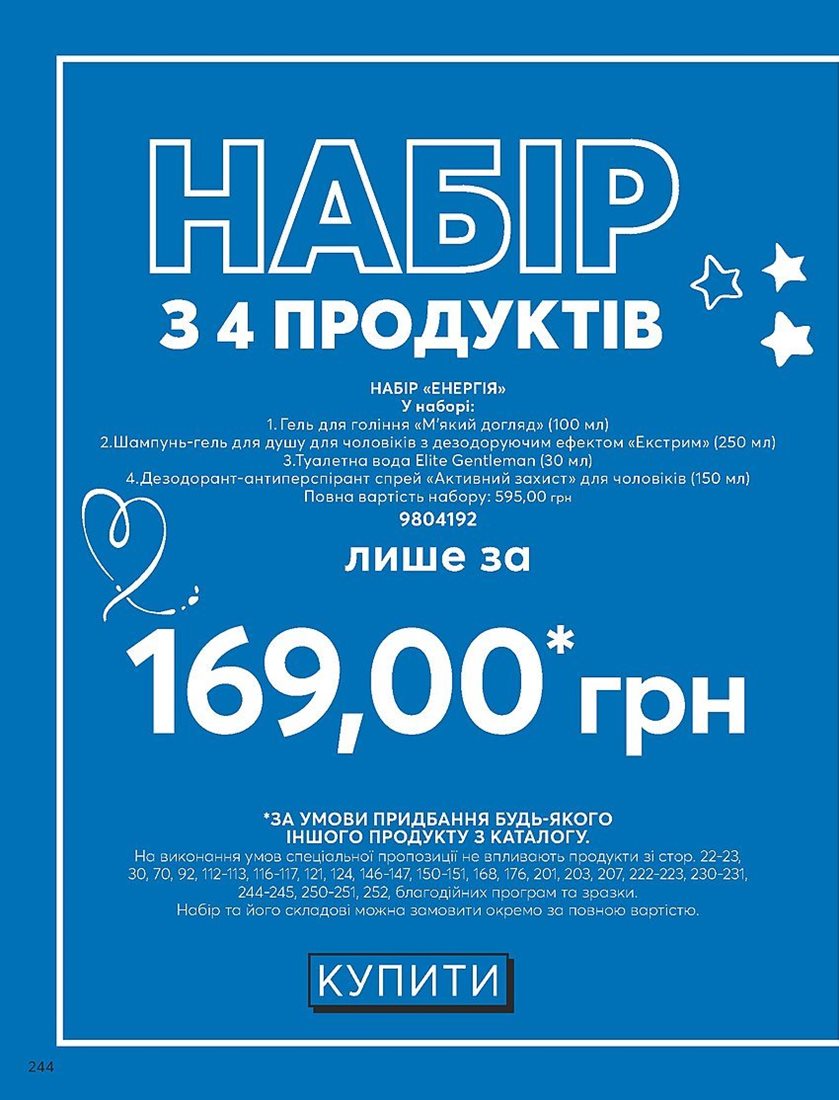 НАБІР
З 4 ПРОДУКТІВ
НАБІР «ЕНЕРГІЯ»
У наборі:
1. Гель для гоління «М'який догляд» (100 мл)
2.Шампунь-гель для душу для чоловіків з дезодоруючим ефектом «Екстрим» (250 мл)
3.Туалетна вода Elite Gentleman (30 мл)
4.Дезодорант-антиперспірант спрей «Активний захист» для чоловіків (150 мл)
Повна вартість набору: 595,00 грн
9804192
лише за
169,00* грн
*ЗА УМОВИ ПРИДБАННЯ БУДЬ-ЯКОГО
ІНШОГО ПРОДУКТУ З КАТАЛОГУ.
На виконання умов спеціальної пропозиції не впливають продукти зі стор. 22-23,
30, 70, 92, 112-113, 116-117, 121, 124, 146-147, 150-151, 168, 176, 201, 203, 207, 222-223, 230-231,
244-245, 250-251, 252, благодійних програм та зразки.
Набір та його складові можна замовити окремо за повною вартістю.
КУПИТИ
244